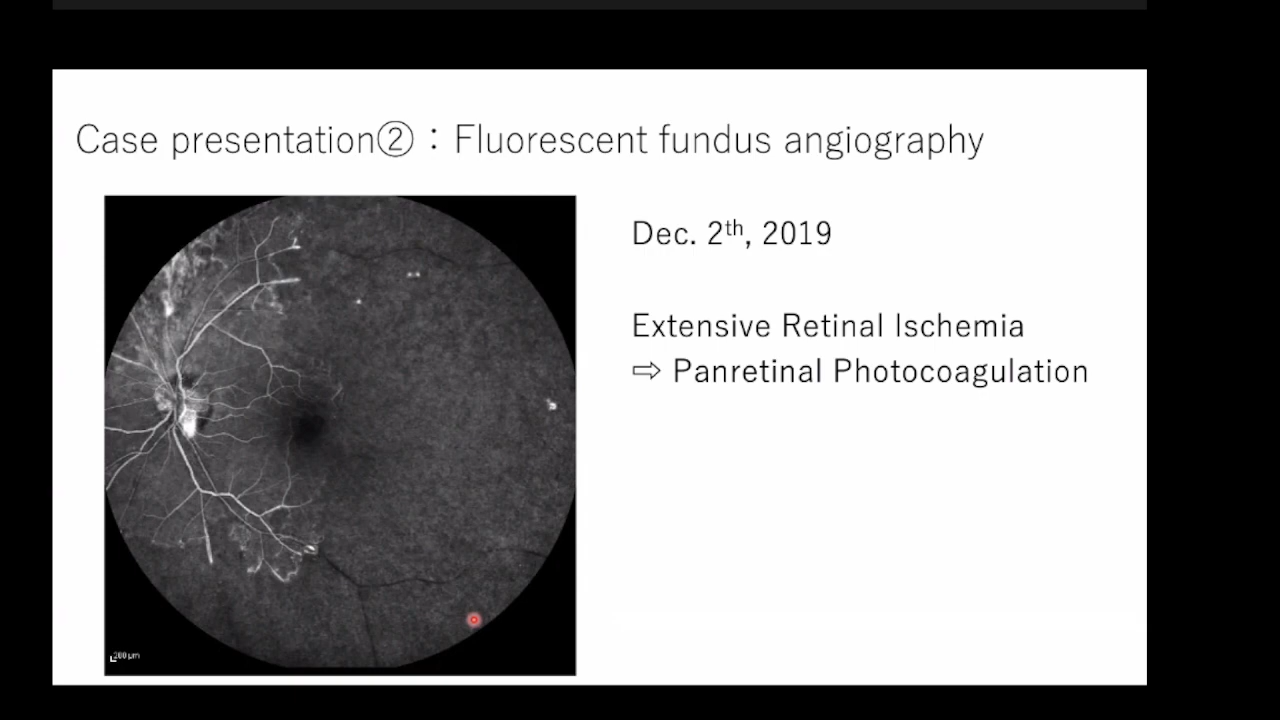 Case presentation②：Fluorescent fundus angiography
Dec. 2th, 2019
Extensive Retinal Ischemia
⇨ Panretinal Photocoagulation
200 µm